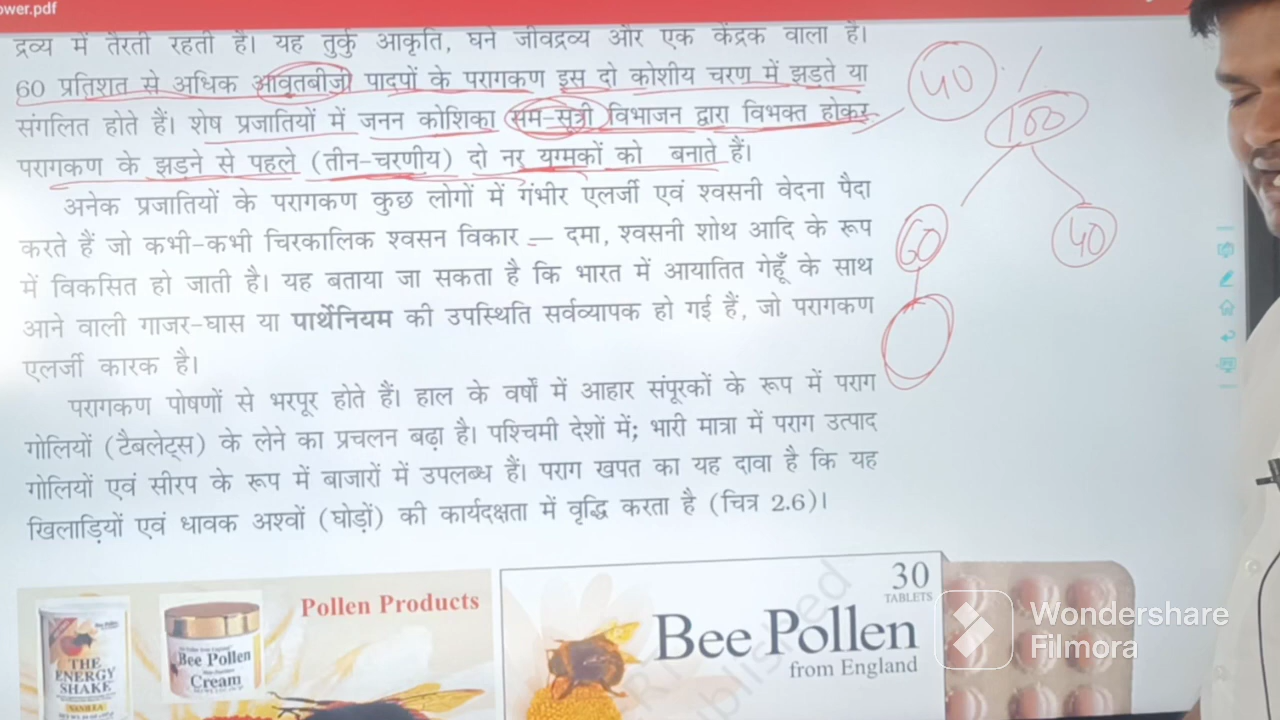 ower.pdf
द्रव्य में तैरती रहती है। यह तुर्कु आकृति, घने जीवद्रव्य और एक केंद्रक वाला है।
60 प्रतिशत से अधिक आवृतबीजी पादपों के परागकण इस दो कोशीय चरण में झड़ते या
संगलित होते हैं। शेष प्रजातियों में जनन कोशिका सम-सूत्री विभाजन द्वारा विभक्त होकर
परागकण के झड़ने से पहले (तीन-चरणीय) दो नर युग्मकों को बनाते हैं।
अनेक प्रजातियों के परागकण कुछ लोगों में गंभीर एलर्जी एवं श्वसनी वेदना पैदा
करते हैं जो कभी-कभी चिरकालिक श्वसन विकार — दमा, श्वसनी शोथ आदि के रूप
में विकसित हो जाती है। यह बताया जा सकता है कि भारत में आयातित गेहूँ के साथ
आने वाली गाजर-घास या पार्थेनियम की उपस्थिति सर्वव्यापक हो गई हैं, जो परागकण
एलर्जी कारक है।
परागकण पोषणों से भरपूर होते हैं। हाल के वर्षों में आहार संपूरकों के रूप में पराग
गोलियों (टैबलेट्स) के लेने का प्रचलन बढ़ा है। पश्चिमी देशों में; भारी मात्रा में पराग उत्पाद
गोलियों एवं सीरप के रूप में बाजारों में उपलब्ध हैं। पराग खपत का यह दावा है कि यह
खिलाड़ियों एवं धावक अश्वों (घोड़ों) की कार्यदक्षता में वृद्धि करता है (चित्र 2.6)।
40
100
60
40
Pollen Products
THE
ENERGY
SHAKE
VANILLA
Bee Pollen
Cream
30
TABLETS
Bee Pollen
from England
Wondershare
Filmora